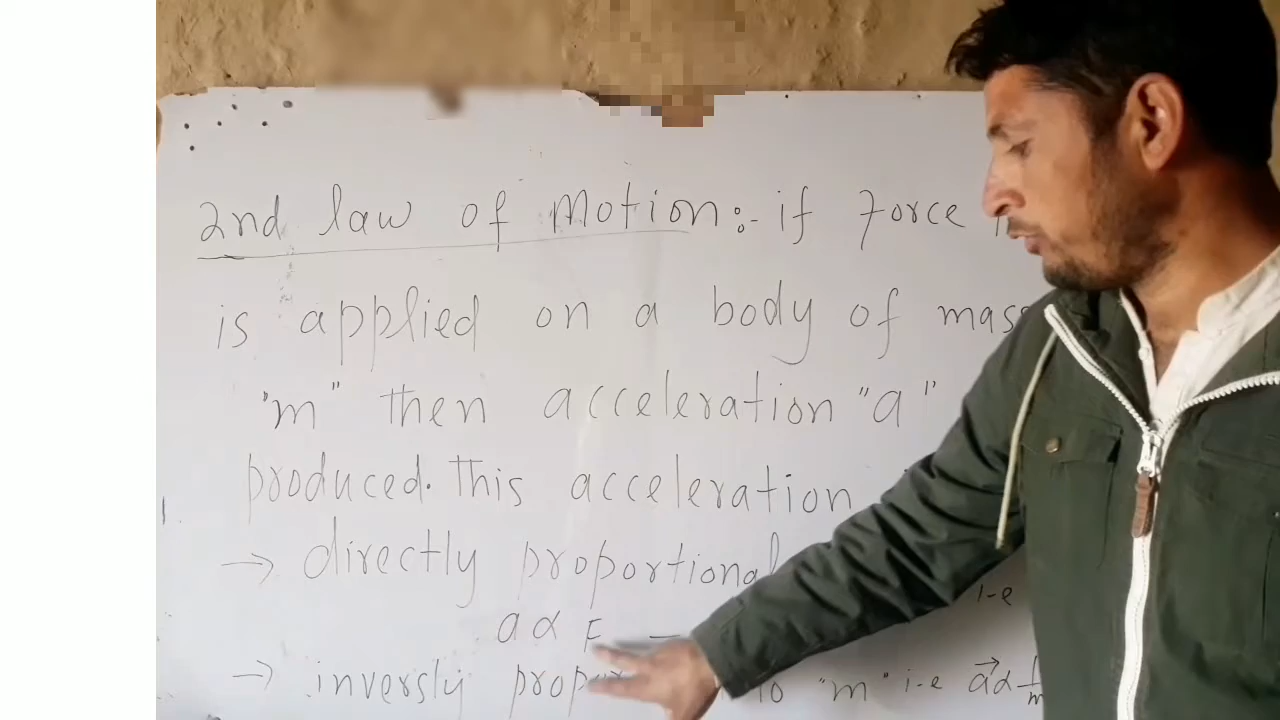 2nd law of Motion:- if Force
is applied on a body of mass
"m" then acceleration "a"
produced. This acceleration
→ directly proportional i-e
a α F —
→ inversly to "m" i-e a⃗ α 1/m